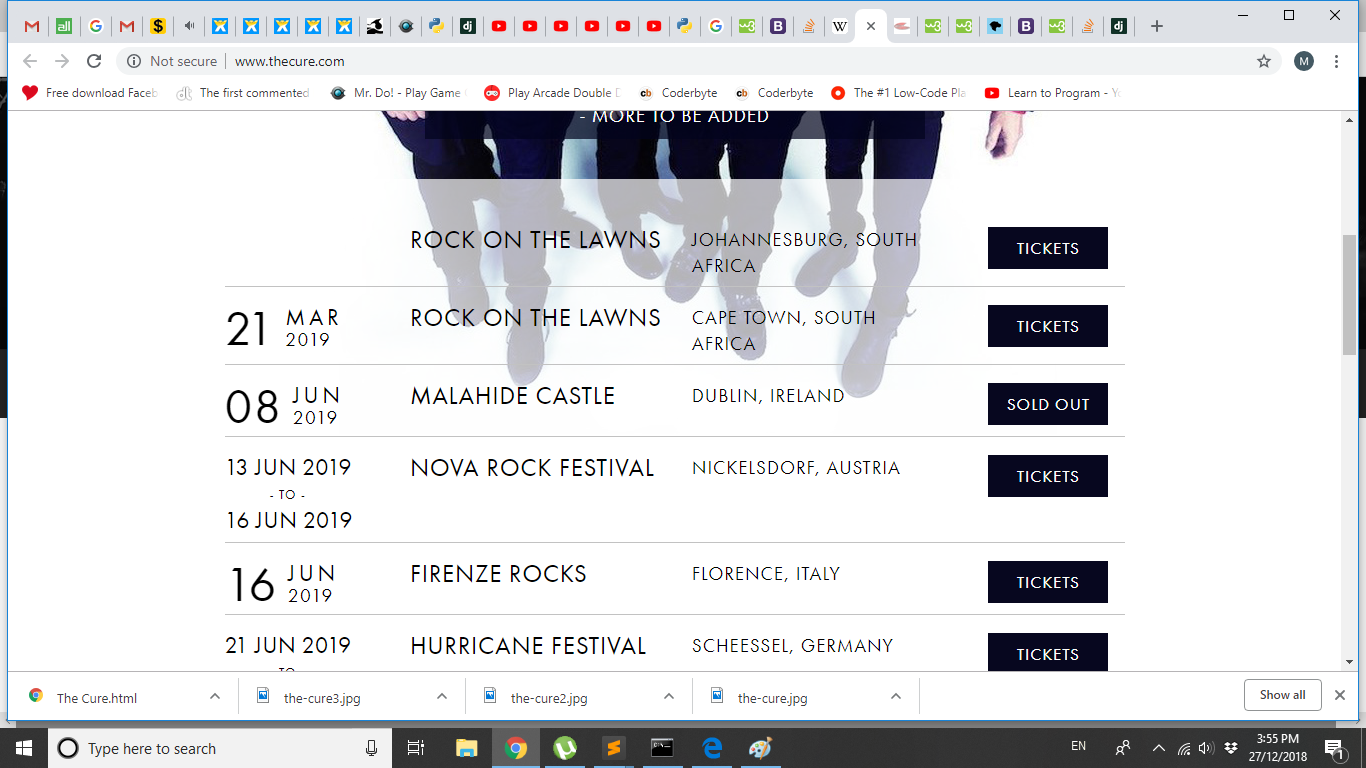 Not secure
www.thecure.com
M
Free download Faceb
The first commented
Mr. Do! - Play Game
Play Arcade Double D
Coderbyte
Coderbyte
The #1 Low-Code Pla
Learn to Program - Yo
- MORE TO BE ADDED
ROCK ON THE LAWNS
JOHANNESBURG, SOUTH
AFRICA
TICKETS
21 MAR
2019
ROCK ON THE LAWNS
CAPE TOWN, SOUTH
AFRICA
TICKETS
08 JUN
2019
MALAHIDE CASTLE
DUBLIN, IRELAND
SOLD OUT
13 JUN 2019
- TO -
16 JUN 2019
NOVA ROCK FESTIVAL
NICKELSDORF, AUSTRIA
TICKETS
16 JUN
2019
FIRENZE ROCKS
FLORENCE, ITALY
TICKETS
21 JUN 2019
HURRICANE FESTIVAL
SCHEESSEL, GERMANY
TICKETS
The Cure.html
the-cure3.jpg
the-cure2.jpg
the-cure.jpg
Show all
Type here to search
EN
3:55 PM
27/12/2018
1